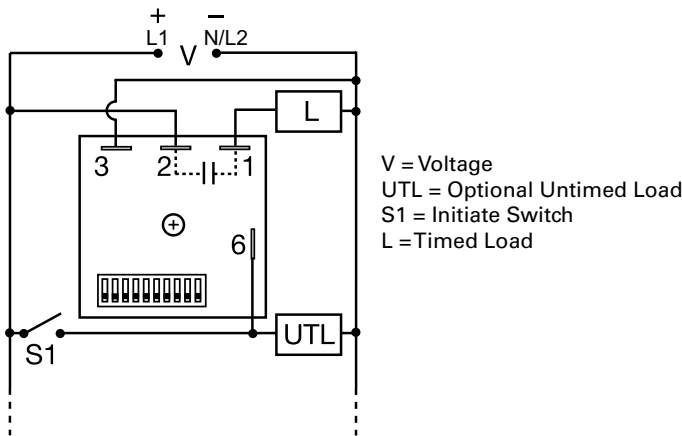 + −
L1 V N/L2
L
3 2 1
6
S1 UTL
V = Voltage
UTL = Optional Untimed Load
S1 = Initiate Switch
L = Timed Load